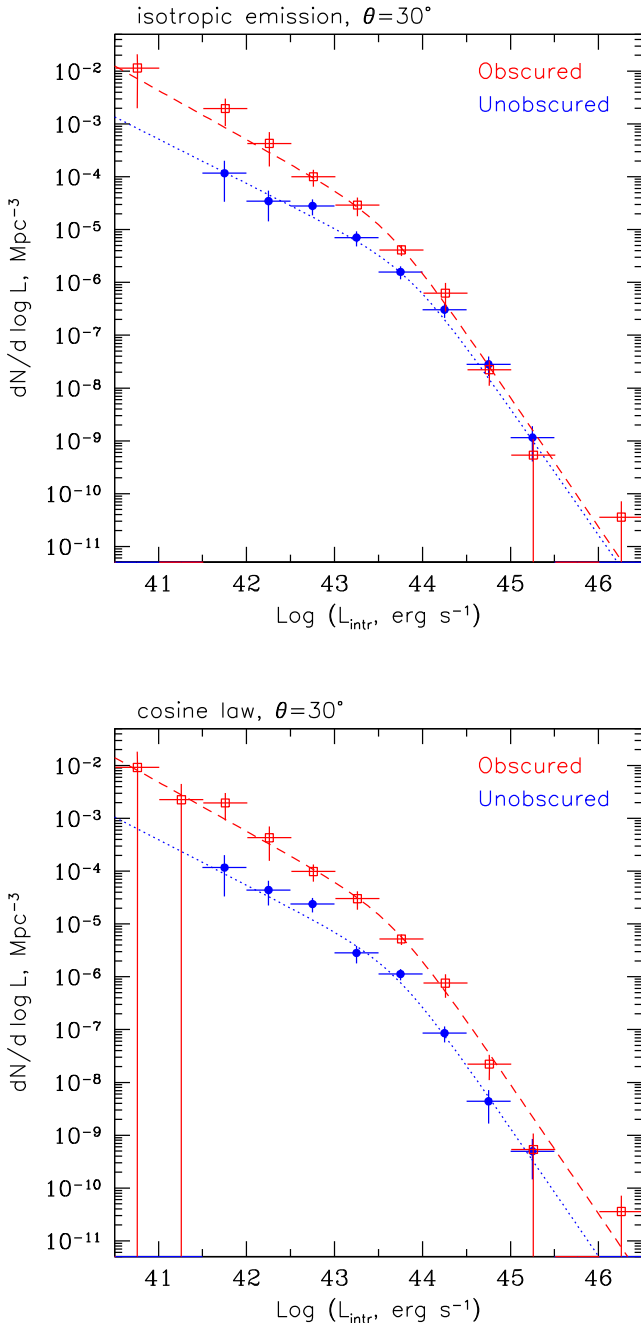 isotropic emission, θ=30°
Obscured
Unobscured
10⁻²
10⁻³
10⁻⁴
10⁻⁵
10⁻⁶
10⁻⁷
10⁻⁸
10⁻⁹
10⁻¹⁰
10⁻¹¹
dN/d log L, Mpc⁻³
41 42 43 44 45 46
Log (Lintr, erg s⁻¹)
cosine law, θ=30°
Obscured
Unobscured
10⁻²
10⁻³
10⁻⁴
10⁻⁵
10⁻⁶
10⁻⁷
10⁻⁸
10⁻⁹
10⁻¹⁰
10⁻¹¹
dN/d log L, Mpc⁻³
41 42 43 44 45 46
Log (Lintr, erg s⁻¹)